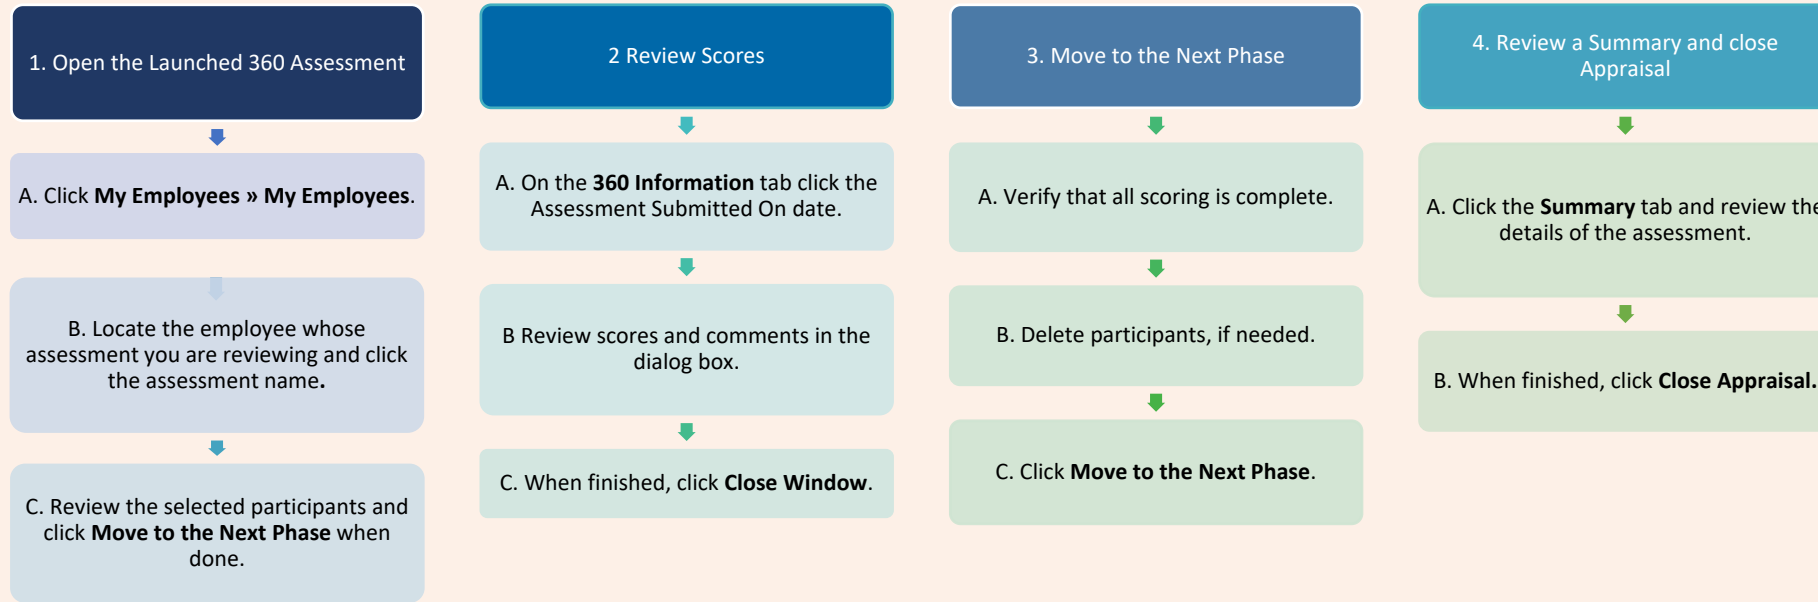 1. Open the Launched 360 Assessment
A. Click My Employees » My Employees.
B. Locate the employee whose
assessment you are reviewing and click
the assessment name.
C. Review the selected participants and
click Move to the Next Phase when
done.
2 Review Scores
A. On the 360 Information tab click the
Assessment Submitted On date.
B Review scores and comments in the
dialog box.
C. When finished, click Close Window.
3. Move to the Next Phase
A. Verify that all scoring is complete.
B. Delete participants, if needed.
C. Click Move to the Next Phase.
4. Review a Summary and close
Appraisal
A. Click the Summary tab and review the
details of the assessment.
B. When finished, click Close Appraisal.